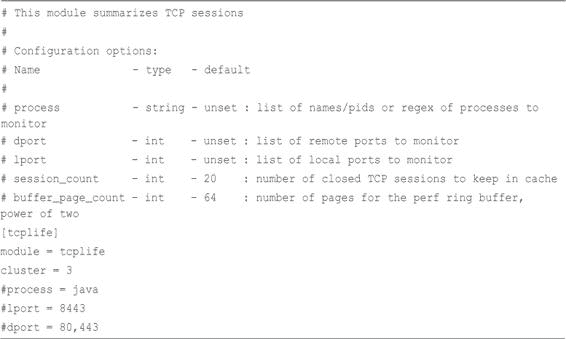 # This module summarizes TCP sessions
#
# Configuration options:
# Name - type - default
#
# process - string - unset : list of names/pids or regex of processes to
monitor
# dport - int - unset : list of remote ports to monitor
# lport - int - unset : list of local ports to monitor
# session_count - int - 20 : number of closed TCP sessions to keep in cache
# buffer_page_count - int - 64 : number of pages for the perf ring buffer,
power of two
[tcplife]
module = tcplife
cluster = 3
#process = java
#lport = 8443
#dport = 80,443